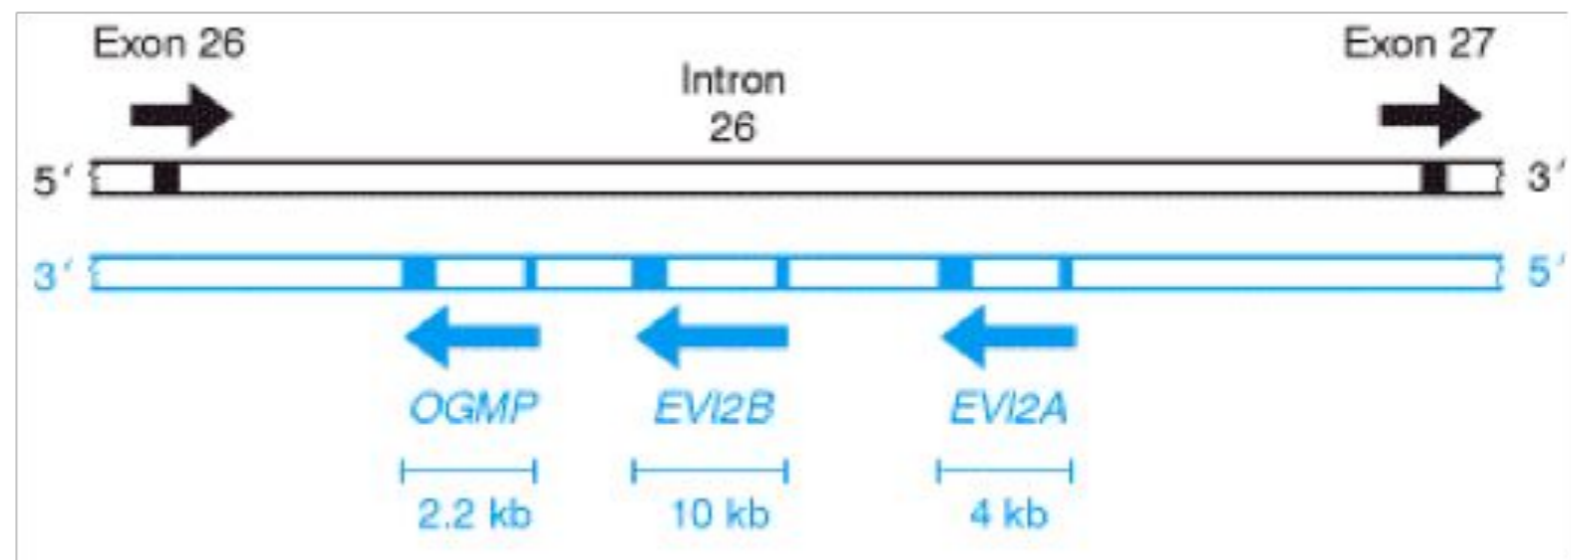 Exon 26
Exon 27
Intron
26
5′
3′
3′
5′
OGMP
EVI2B
EVI2A
2.2 kb
10 kb
4 kb